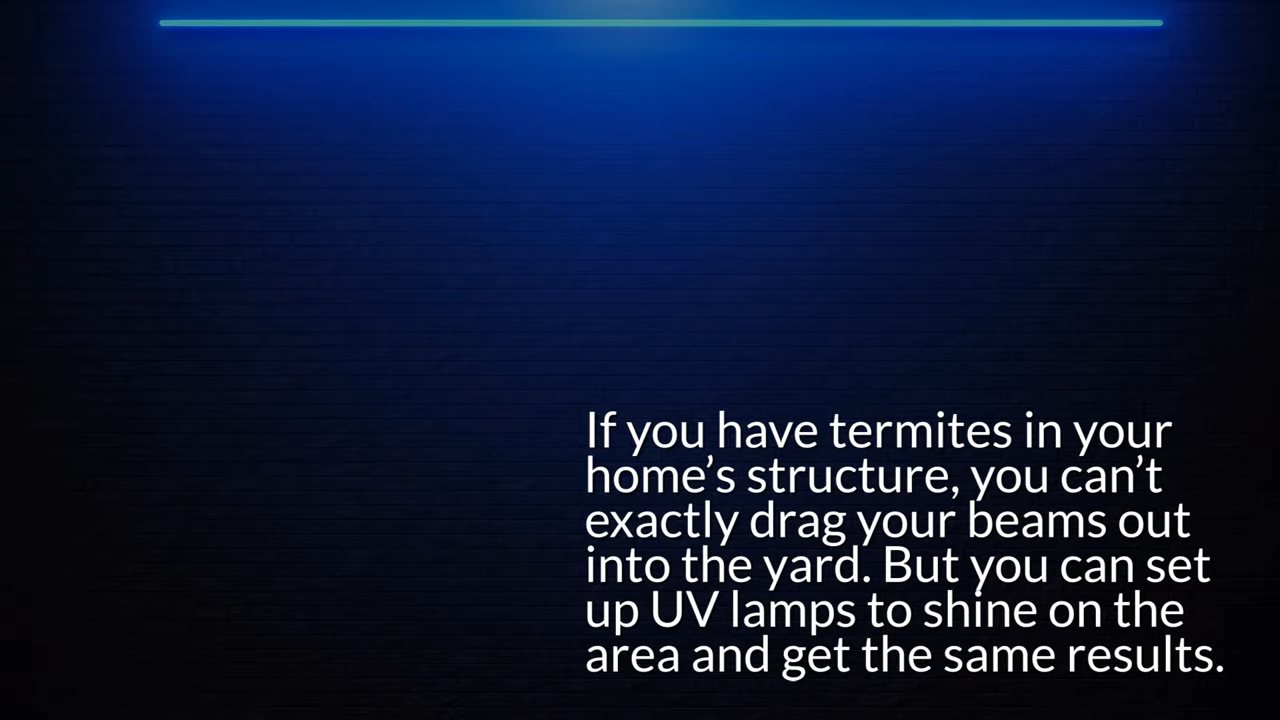 If you have termites in your
home’s structure, you can’t
exactly drag your beams out
into the yard. But you can set
up UV lamps to shine on the
area and get the same results.